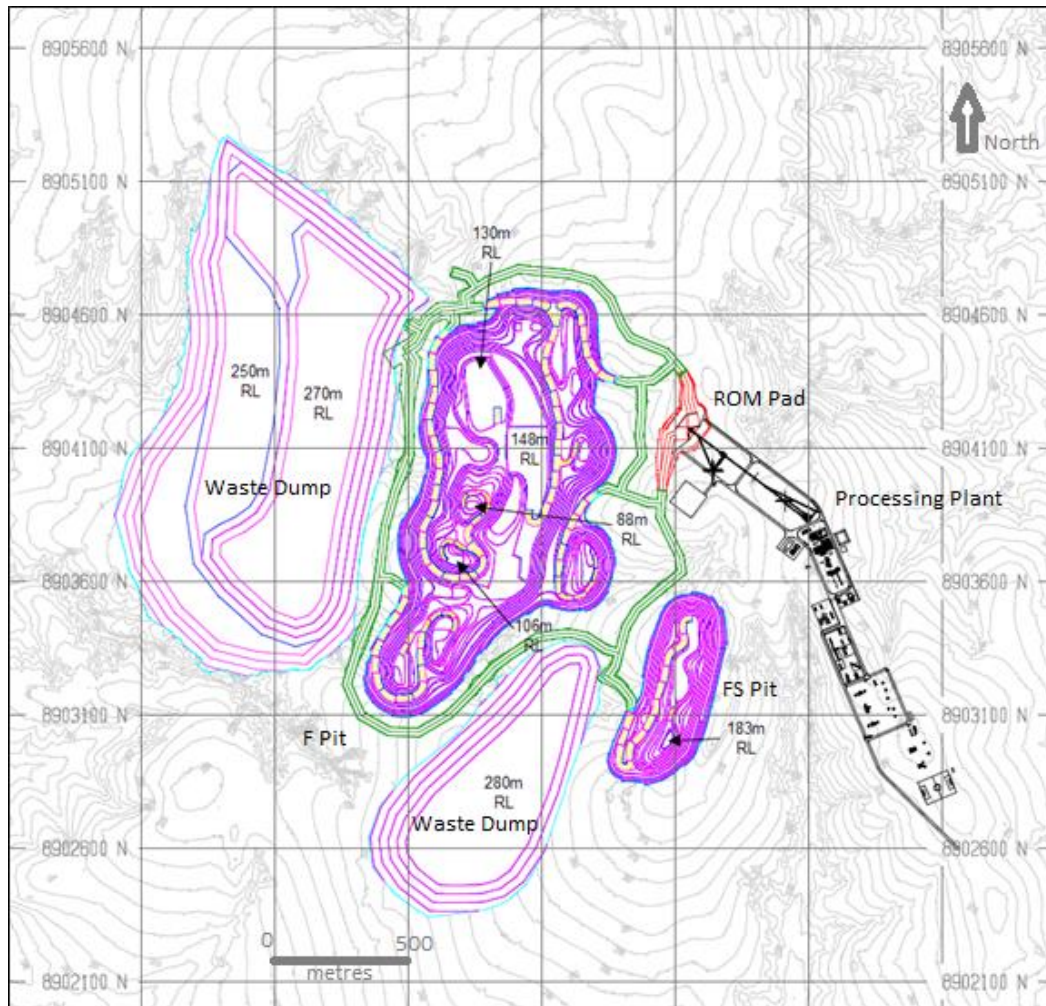 8905600 N 8905600 N
North
8905100 N 8905100 N
130m
RL
8904600 N 8904600 N
250m
RL
270m
RL
ROM Pad
8904100 N 8904100 N
148m
RL
Waste Dump
Processing Plant
88m
RL
8903600 N 8903600 N
106m
RL
FS Pit
8903100 N 8903100 N
F Pit
183m
RL
280m
RL
Waste Dump
8902600 N 8902600 N
0 500
metres
8902100 N 8902100 N